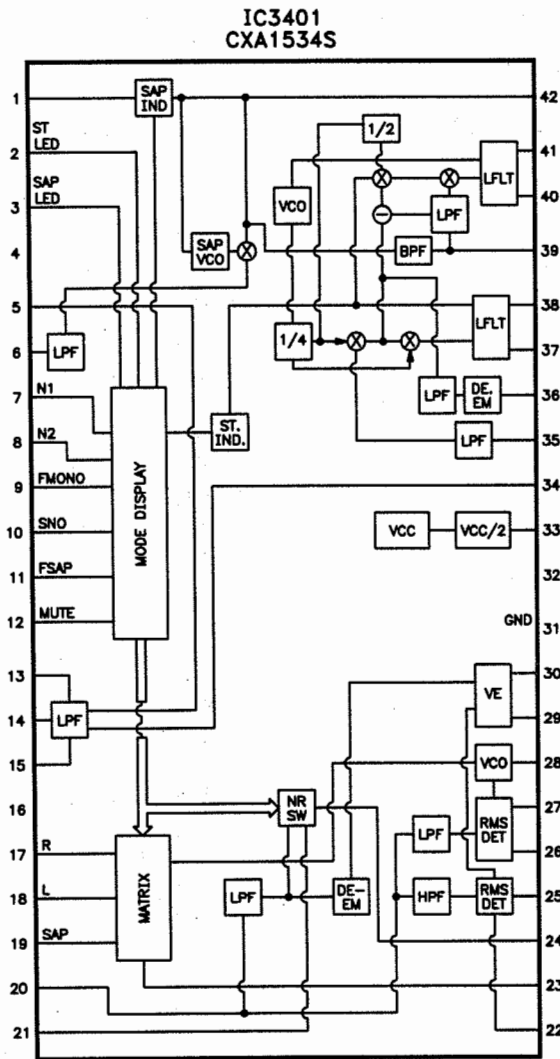 IC3401
CXA1534S
1
SAP
IND
42
ST
LED
2
1/2
41
LFLT
SAP
LED
3
VCO
LPF
40
4
SAP
VCO
BPF
39
5
38
LFLT
6
LPF
1/4
37
LPF
DE.
EM
36
7
N1
ST.
IND.
LPF
35
8
N2
MODE DISPLAY
9
FMONO
34
10
SNO
VCC
VCC/2
33
11
FSAP
32
12
MUTE
GND
31
13
30
VE
14
LPF
29
15
VCO
28
16
NR
SW
27
LPF
RMS
DET
26
17
R
MATRIX
18
L
LPF
DE-
EM
HPF
RMS
DET
25
19
SAP
24
20
23
21
22